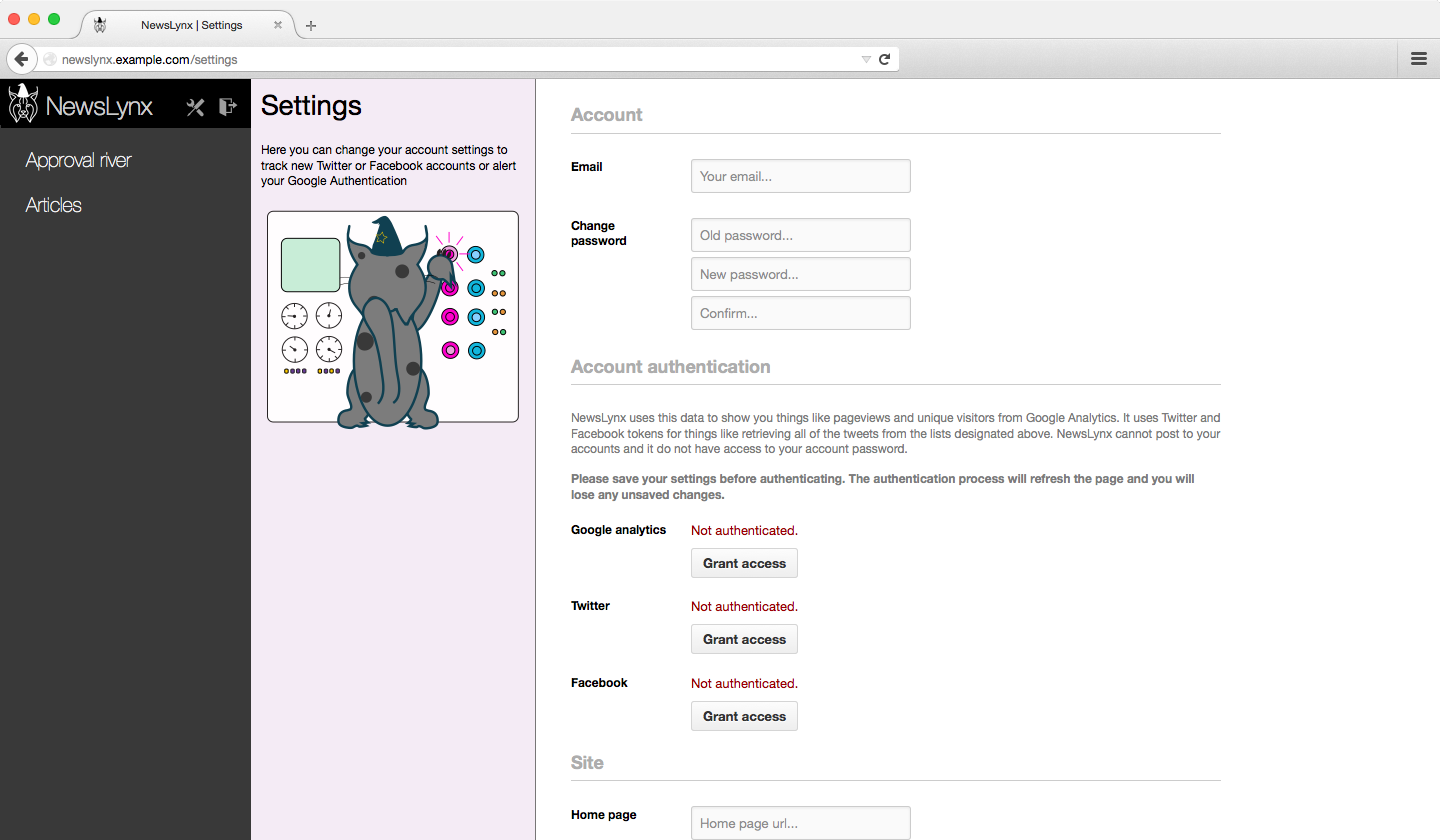 NewsLynx | Settings
newslynx.example.com/settings
NewsLynx
Approval river
Articles
Settings
Here you can change your account settings to
track new Twitter or Facebook accounts or alert
your Google Authentication
Account
Email
Your email...
Change
password
Old password...
New password...
Confirm...
Account authentication
NewsLynx uses this data to show you things like pageviews and unique visitors from Google Analytics. It uses Twitter and
Facebook tokens for things like retrieving all of the tweets from the lists designated above. NewsLynx cannot post to your
accounts and it do not have access to your account password.
Please save your settings before authenticating. The authentication process will refresh the page and you will
lose any unsaved changes.
Google analytics
Not authenticated.
Grant access
Twitter
Not authenticated.
Grant access
Facebook
Not authenticated.
Grant access
Site
Home page
Home page url...